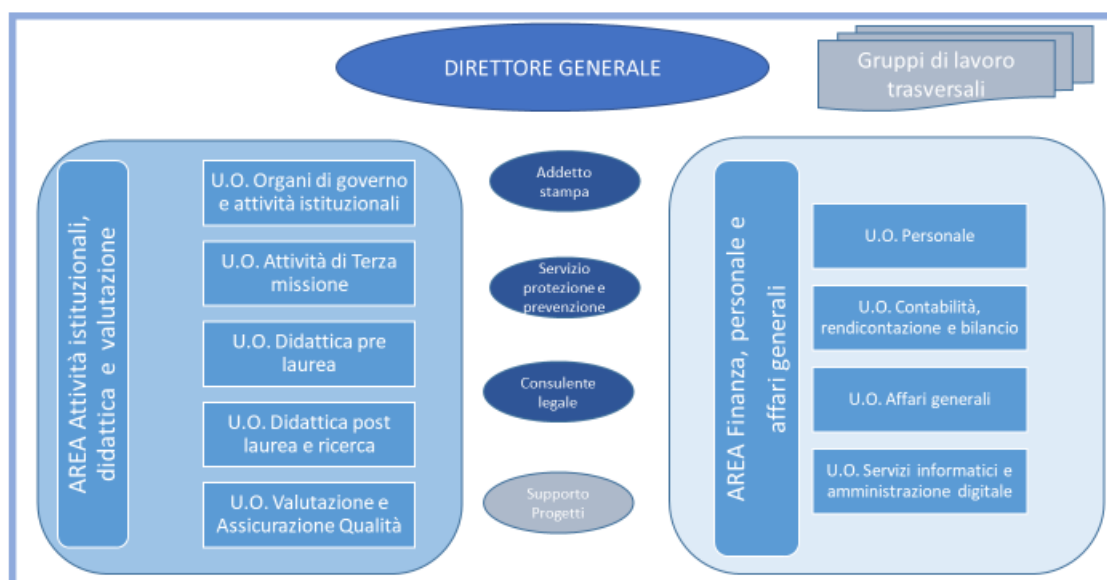 DIRETTORE GENERALE
Gruppi di lavoro
trasversali
AREA Attività istituzionali,
didattica e valutazione
U.O. Organi di governo
e attività istituzionali
U.O. Attività di Terza
missione
U.O. Didattica pre
laurea
U.O. Didattica post
laurea e ricerca
U.O. Valutazione e
Assicurazione Qualità
Addetto
stampa
Servizio
protezione e
prevenzione
Consulente
legale
Supporto
Progetti
AREA Finanza, personale e
affari generali
U.O. Personale
U.O. Contabilità,
rendicontazione e bilancio
U.O. Affari generali
U.O. Servizi informatici e
amministrazione digitale